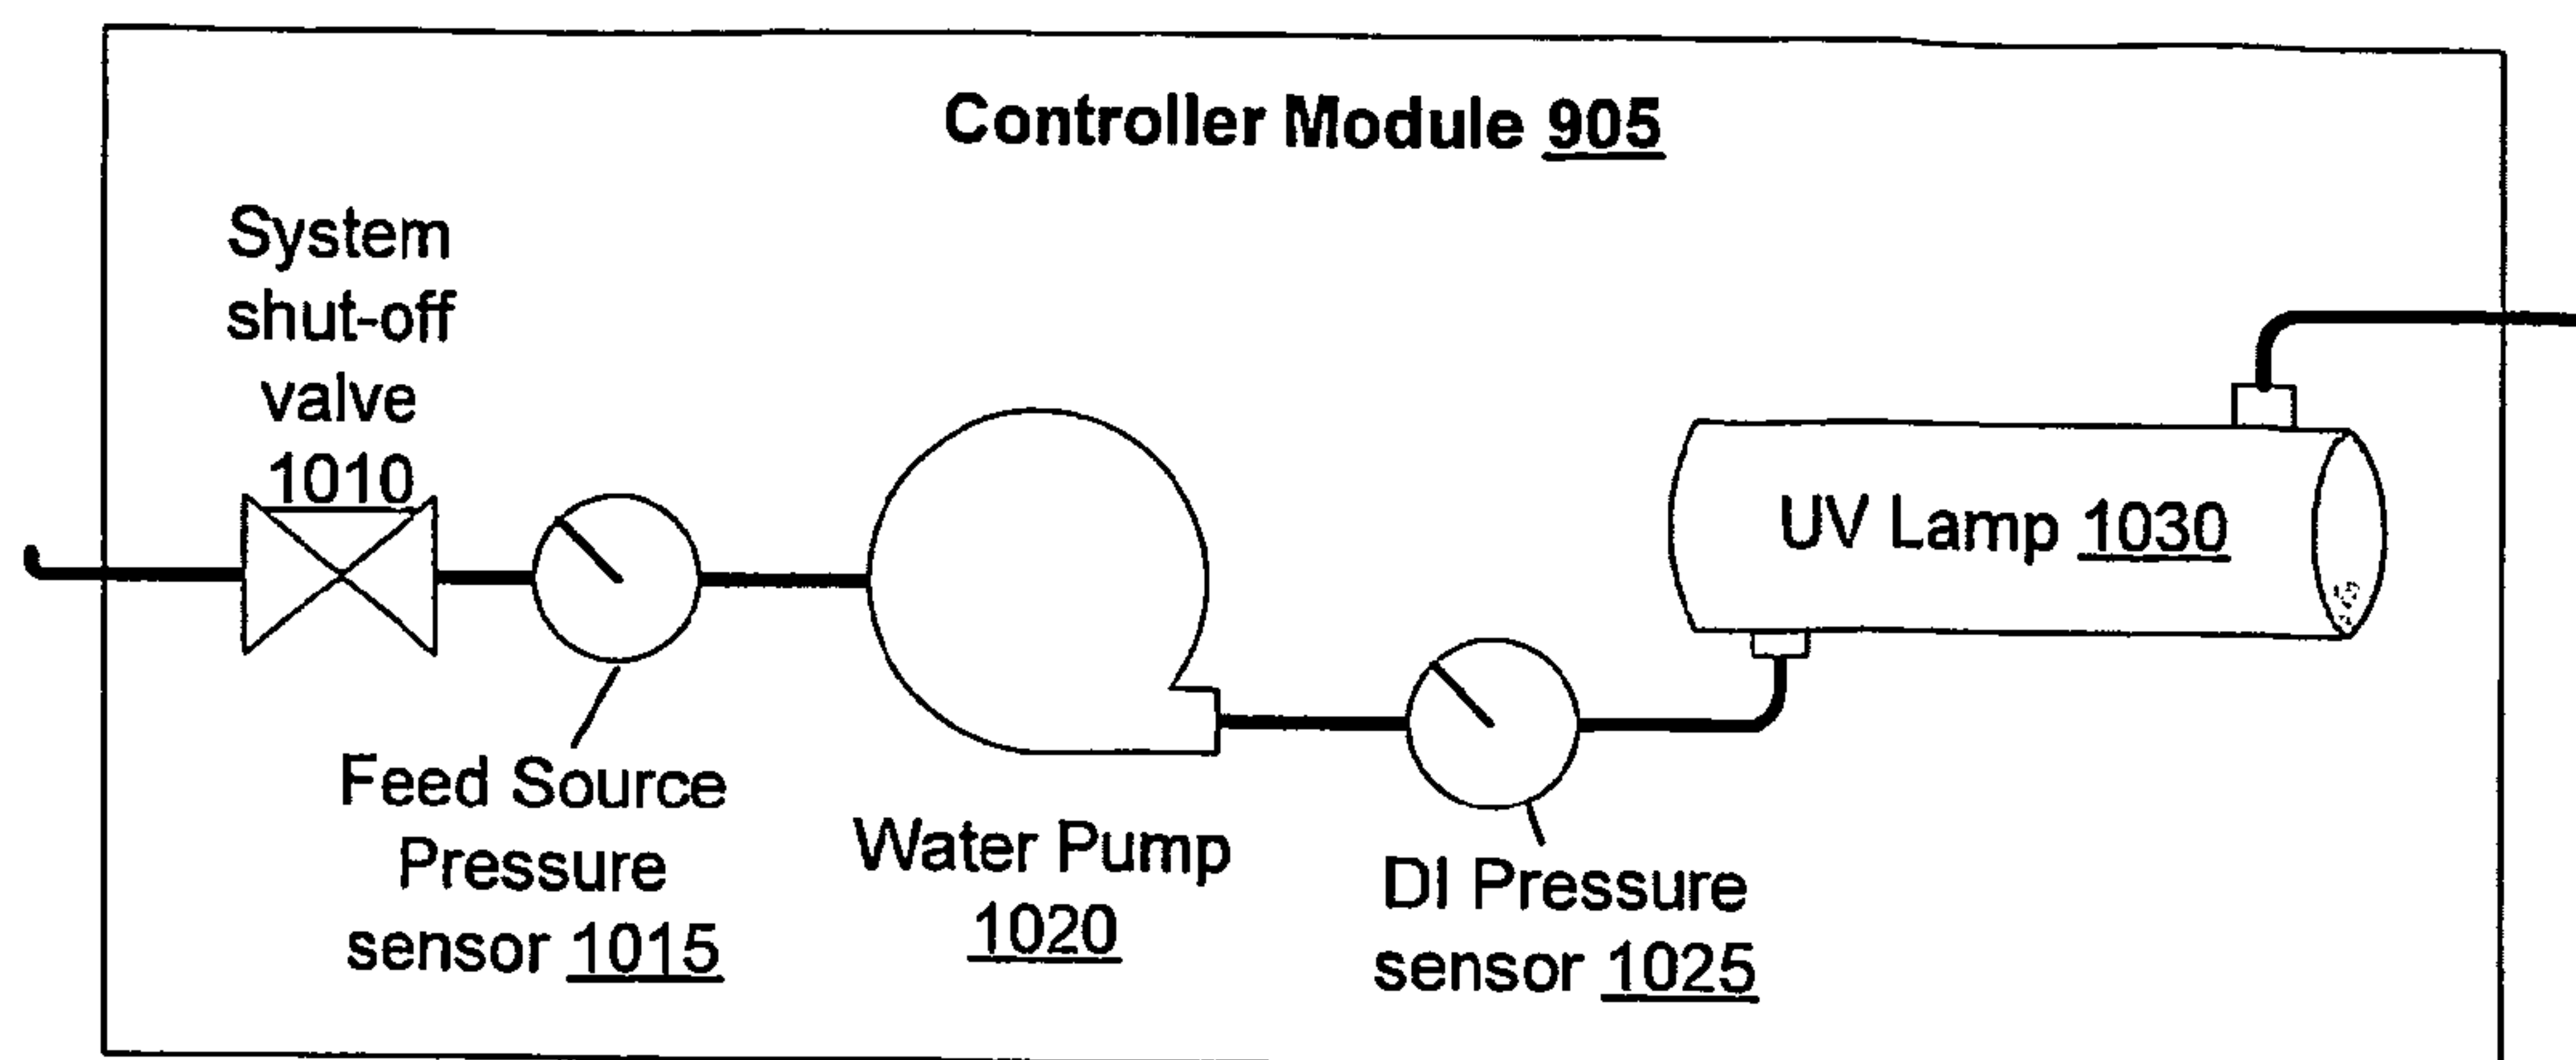 Controller Module 905
System
shut-off
valve
1010
UV Lamp 1030
Feed Source
Pressure
sensor 1015
Water Pump
1020
DI Pressure
sensor 1025